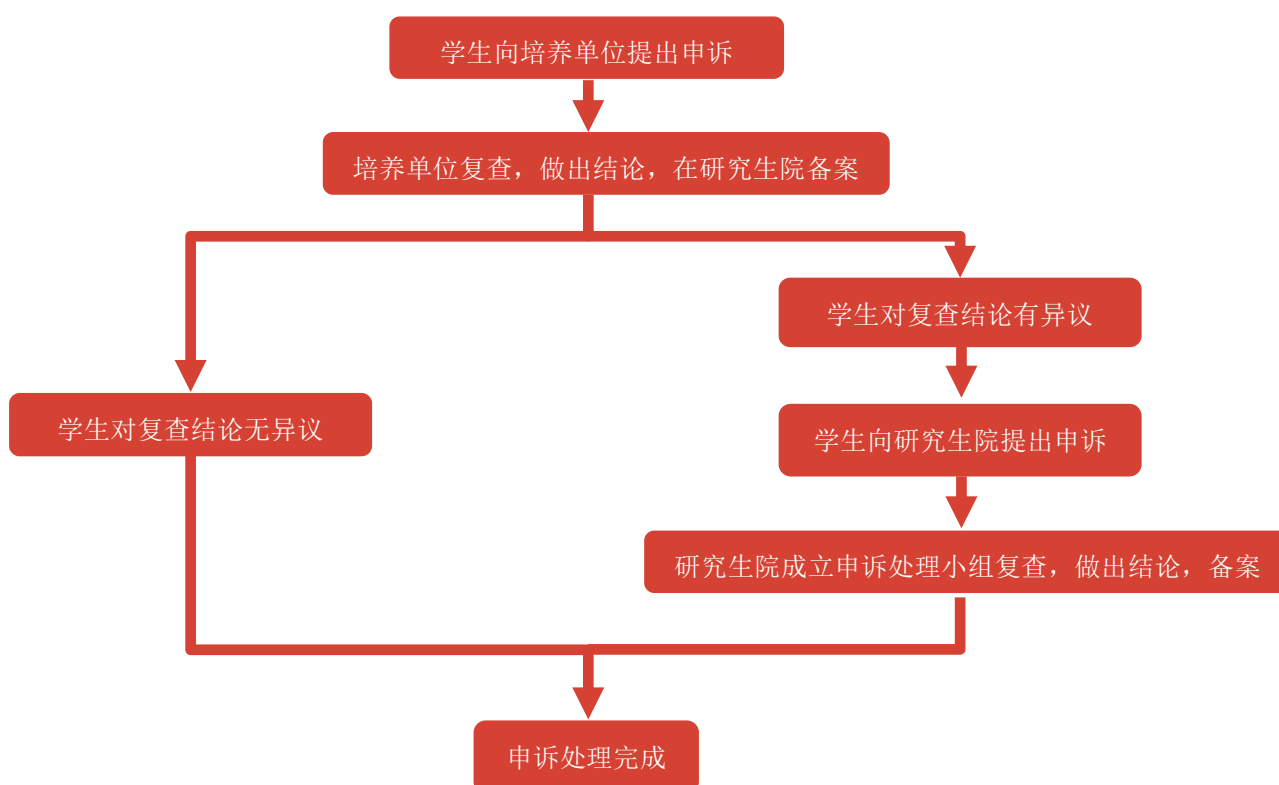 学生向培养单位提出申诉
培养单位复查，做出结论，在研究生院备案
学生对复查结论有异议
学生对复查结论无异议
学生向研究生院提出申诉
研究生院成立申诉处理小组复查，做出结论，备案
申诉处理完成